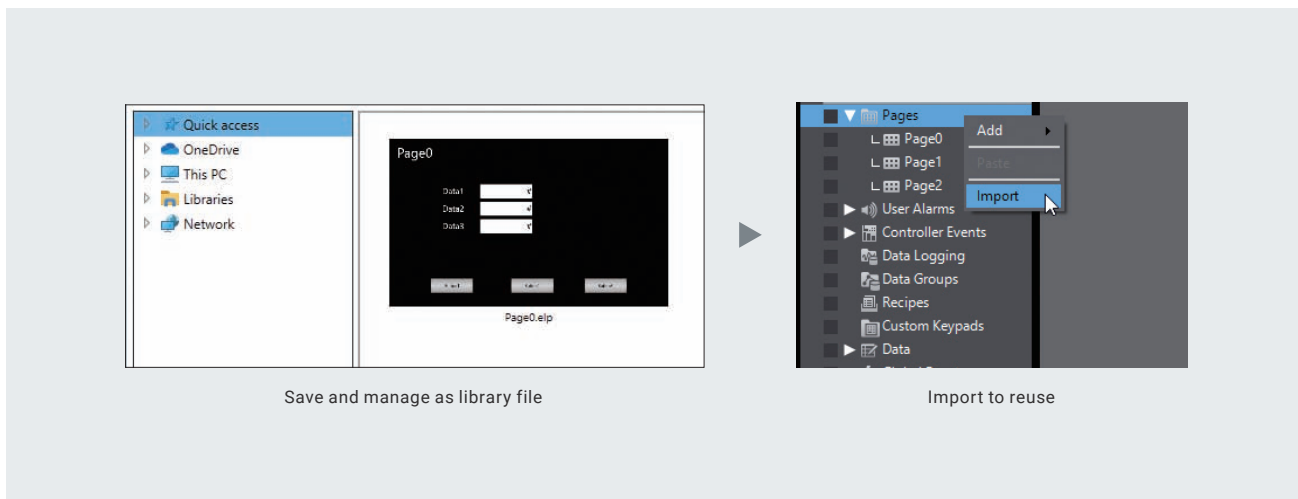 Quick access
OneDrive
This PC
Libraries
Network
Page0
Data1
Data2
Data3
Page0.elp
Save and manage as library file
Pages
Page0
Page1
Page2
User Alarms
Controller Events
Data Logging
Data Groups
Recipes
Custom Keypads
Data
Add
Paste
Import
Import to reuse